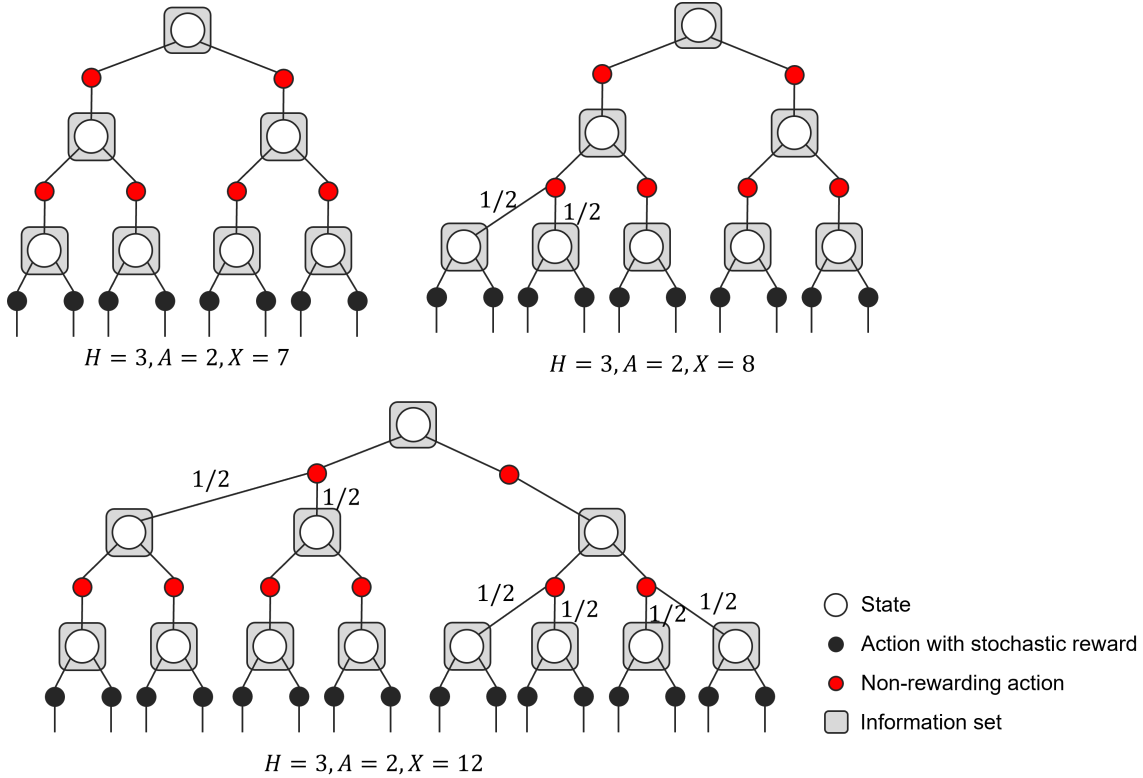 1/2
1/2
H = 3, A = 2, X = 7
H = 3, A = 2, X = 8
1/2
1/2
1/2
1/2
1/2
1/2
State
Action with stochastic reward
Non-rewarding action
Information set
H = 3, A = 2, X = 12